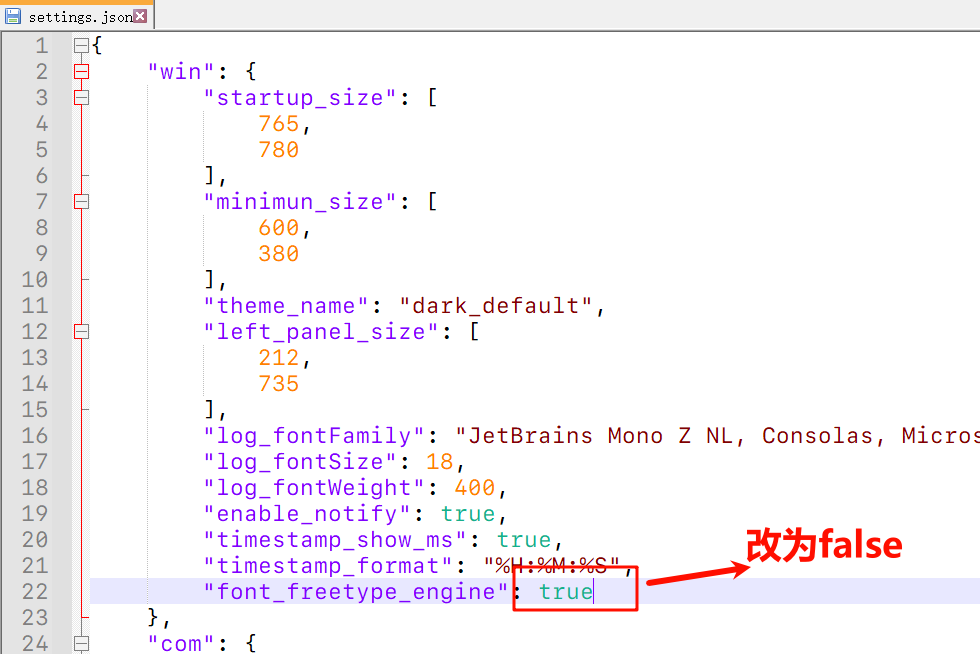 settings.json
1 {
2 "win": {
3 "startup_size": [
4 765,
5 780
6 ],
7 "minimun_size": [
8 600,
9 380
10 ],
11 "theme_name": "dark_default",
12 "left_panel_size": [
13 212,
14 735
15 ],
16 "log_fontFamily": "JetBrains Mono Z NL, Consolas, Micros
17 "log_fontSize": 18,
18 "log_fontWeight": 400,
19 "enable_notify": true,
20 "timestamp_show_ms": true,
21 "timestamp_format": "%H:%M:%S",
22 "font_freetype_engine": true
改为false
23 },
24 "com": {